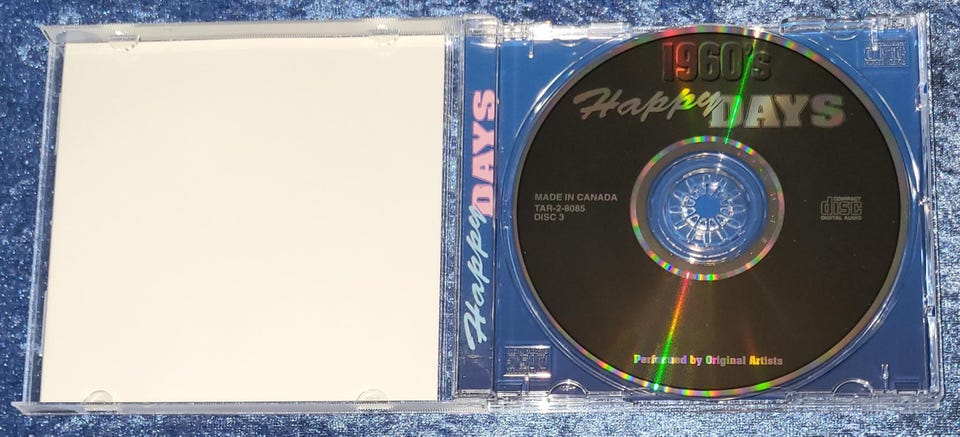 Happy DAYS
1960's
Happy DAYS
MADE IN CANADA
TAR-2-8085
DISC 3
COMPACT
disc
DIGITAL AUDIO
Performed by Original Artists